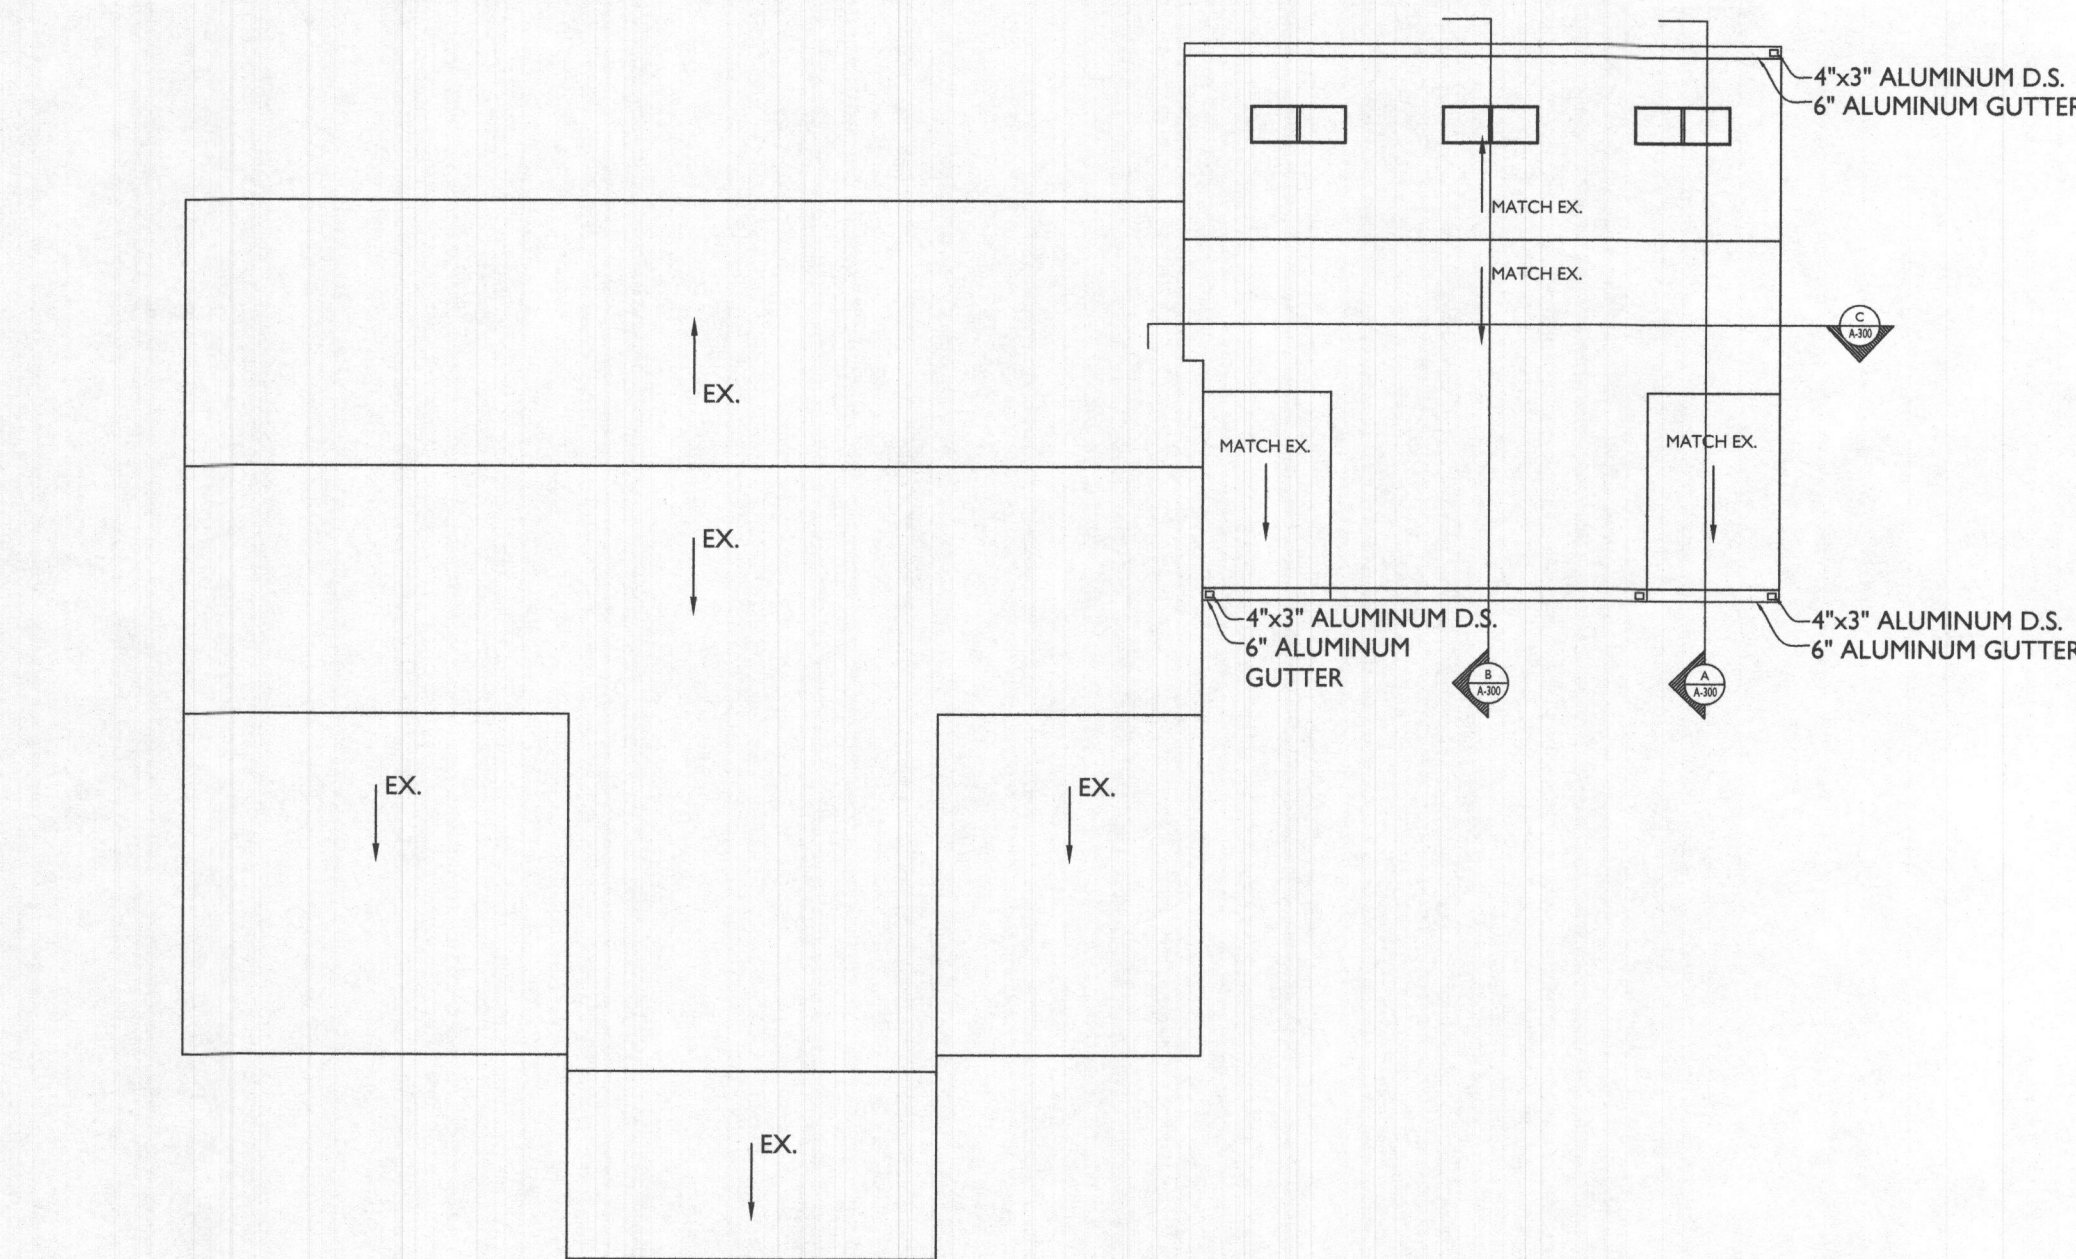 4"x3" ALUMINUM D.S.
6" ALUMINUM GUTTER
MATCH EX.
MATCH EX.
C
A-300
EX.
MATCH EX.
MATCH EX.
EX.
4"x3" ALUMINUM D.S.
6" ALUMINUM
GUTTER
4"x3" ALUMINUM D.S.
6" ALUMINUM GUTTER
B
A-300
A
A-300
EX.
EX.
EX.